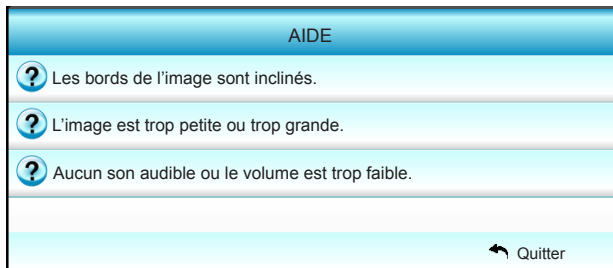 AIDE
Les bords de l’image sont inclinés.
L’image est trop petite ou trop grande.
Aucun son audible ou le volume est trop faible.
Quitter